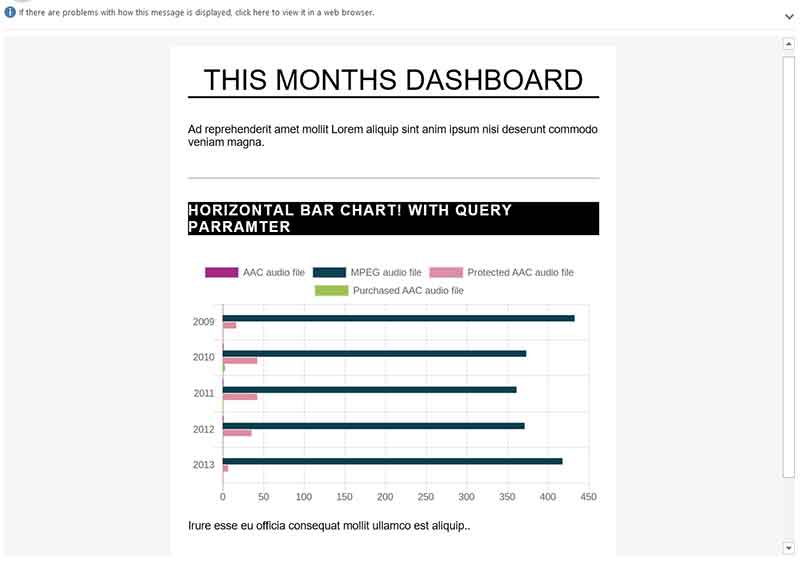 If there are problems with how this message is displayed, click here to view it in a web browser.
THIS MONTHS DASHBOARD
Ad reprehenderit amet mollit Lorem aliquip sint anim ipsum nisi deserunt commodo
veniam magna.
HORIZONTAL BAR CHART! WITH QUERY
PARRAMTER
AAC audio file MPEG audio file Protected AAC audio file
Purchased AAC audio file
2009
2010
2011
2012
2013
0 50 100 150 200 250 300 350 400 450
Irure esse eu officia consequat mollit ullamco est aliquip..